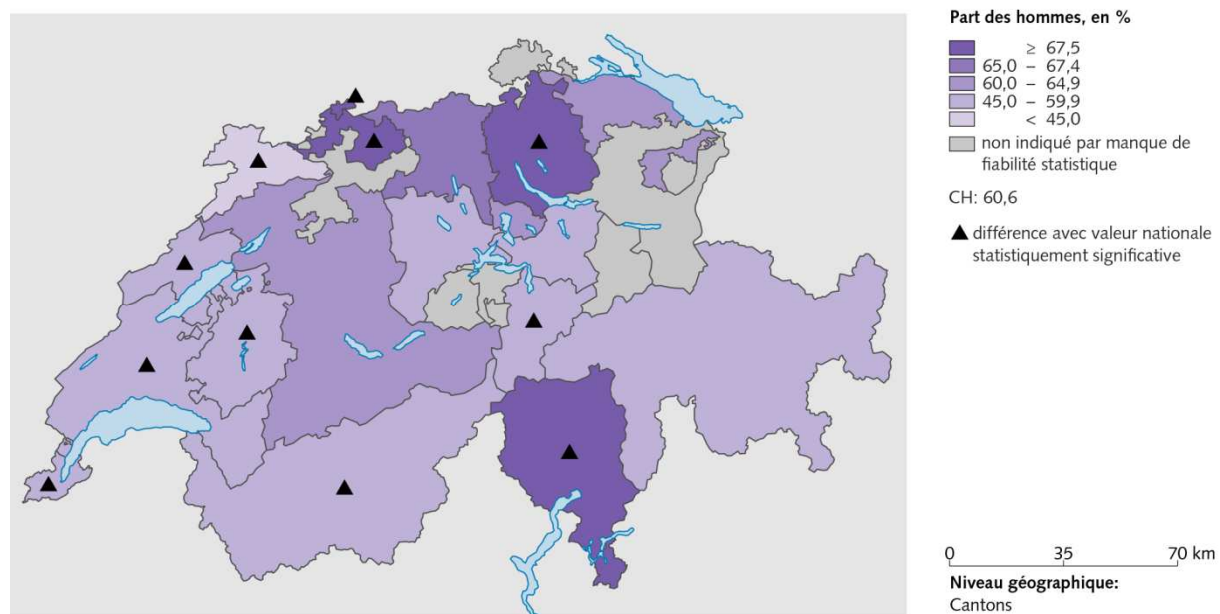 Part des hommes, en %
≥ 67,5
65,0 – 67,4
60,0 – 64,9
45,0 – 59,9
< 45,0
non indiqué par manque de
fiabilité statistique
CH: 60,6
▲ différence avec valeur nationale
statistiquement significative
0 35 70 km
Niveau géographique:
Cantons